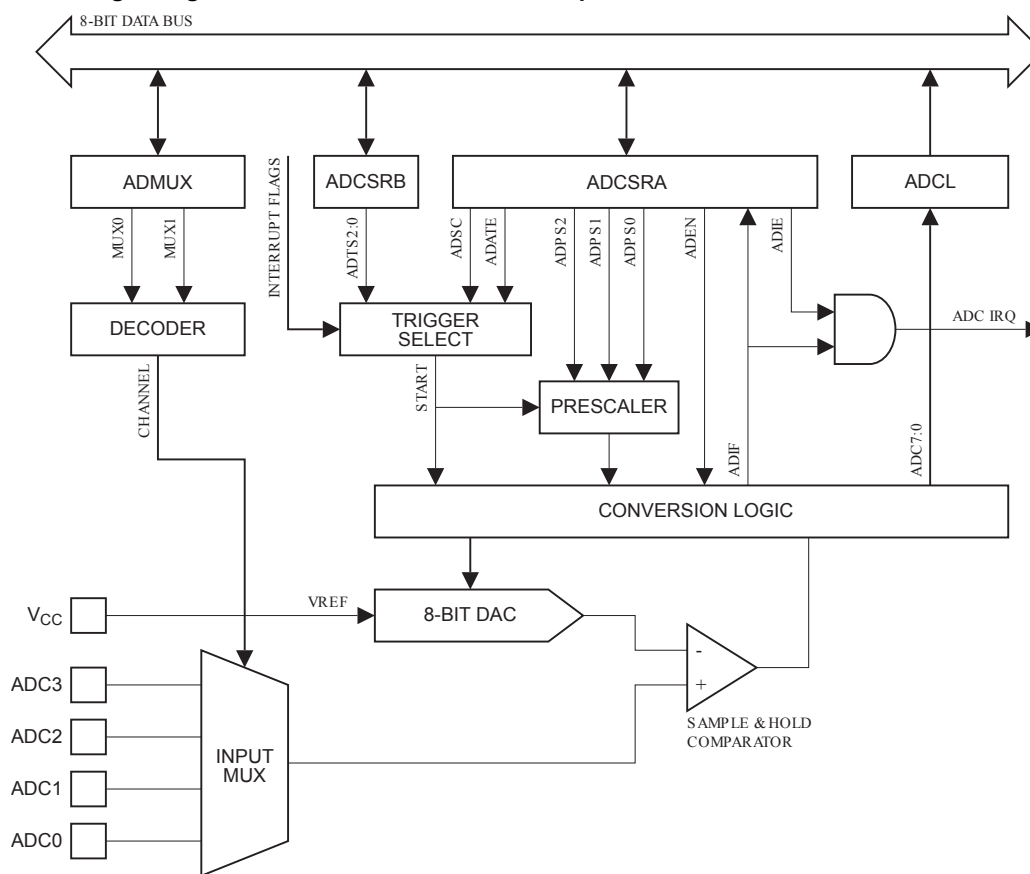 8-BIT DATA BUS
ADMUX
ADCSRB
ADCSRA
ADCL
INTERRUPT FLAGS
MUX0
MUX1
ADTS2:0
ADSC
ADATE
ADPS2
ADPS1
ADPS0
ADEN
ADIE
DECODER
TRIGGER
SELECT
ADC IRQ
CHANNEL
START
PRESCALER
ADIF
ADC7:0
CONVERSION LOGIC
VCC
VREF
8-BIT DAC
-
+
ADC3
ADC2
ADC1
ADC0
INPUT
MUX
SAMPLE & HOLD
COMPARATOR